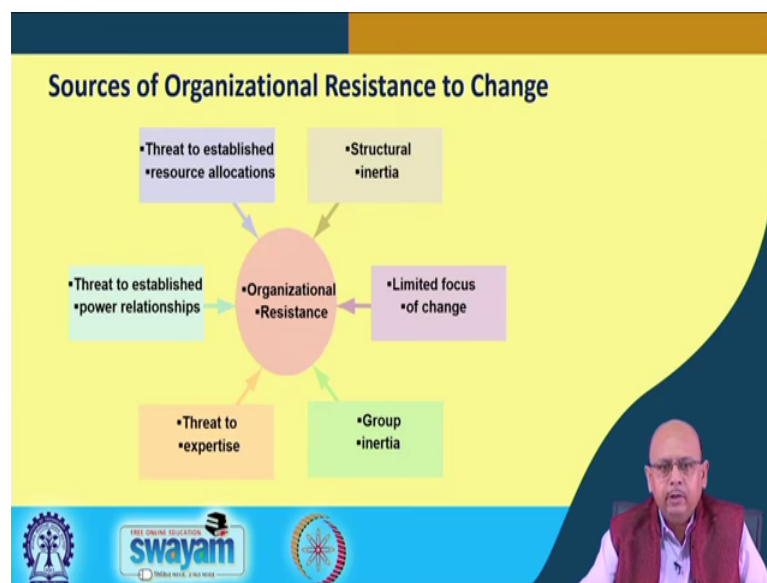 Sources of Organizational Resistance to Change
▪Threat to established
▪resource allocations
▪Structural
▪inertia
▪Threat to established
▪power relationships
▪Organizational
▪Resistance
▪Limited focus
▪of change
▪Threat to
▪expertise
▪Group
▪inertia
FREE ONLINE EDUCATION
swayam